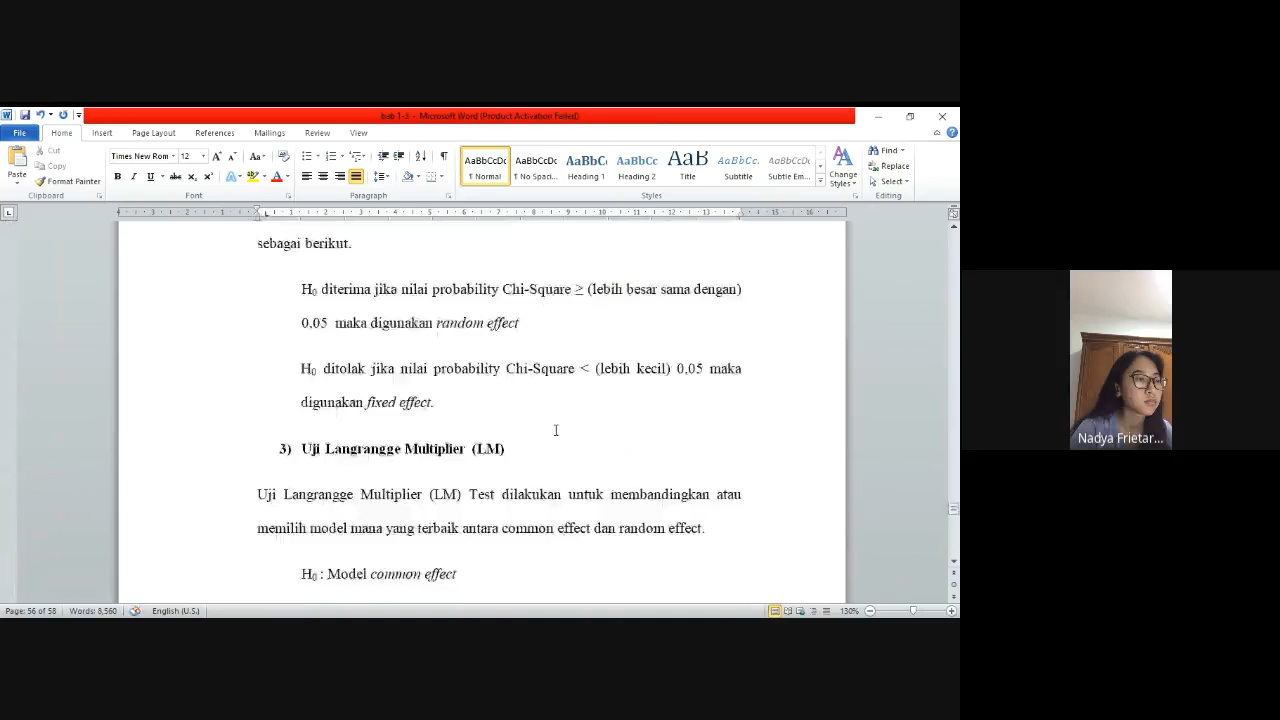 bab 1-3 - Microsoft Word (Product Activation Failed)
File Home Insert Page Layout References Mailings Review View
Cut
Copy
Format Painter
Paste
Times New Rom 12
AaBbCcDc AaBbCcDc AaBbC AaBbCc AaB AaBbCc. AaBbCcDc
¶ Normal ¶ No Spaci... Heading 1 Heading 2 Title Subtitle Subtle Em...
Change Styles
Find
Replace
Select
Clipboard Font Paragraph Styles Editing
sebagai berikut.
H0 diterima jika nilai probability Chi-Square ≥ (lebih besar sama dengan)
0,05 maka digunakan random effect
H0 ditolak jika nilai probability Chi-Square < (lebih kecil) 0,05 maka
digunakan fixed effect.
3) Uji Langrangge Multiplier (LM)
Uji Langrangge Multiplier (LM) Test dilakukan untuk membandingkan atau
memilih model mana yang terbaik antara common effect dan random effect.
H0 : Model common effect
Page: 56 of 58 Words: 8,560 English (U.S.) 130%
Nadya Frietar...